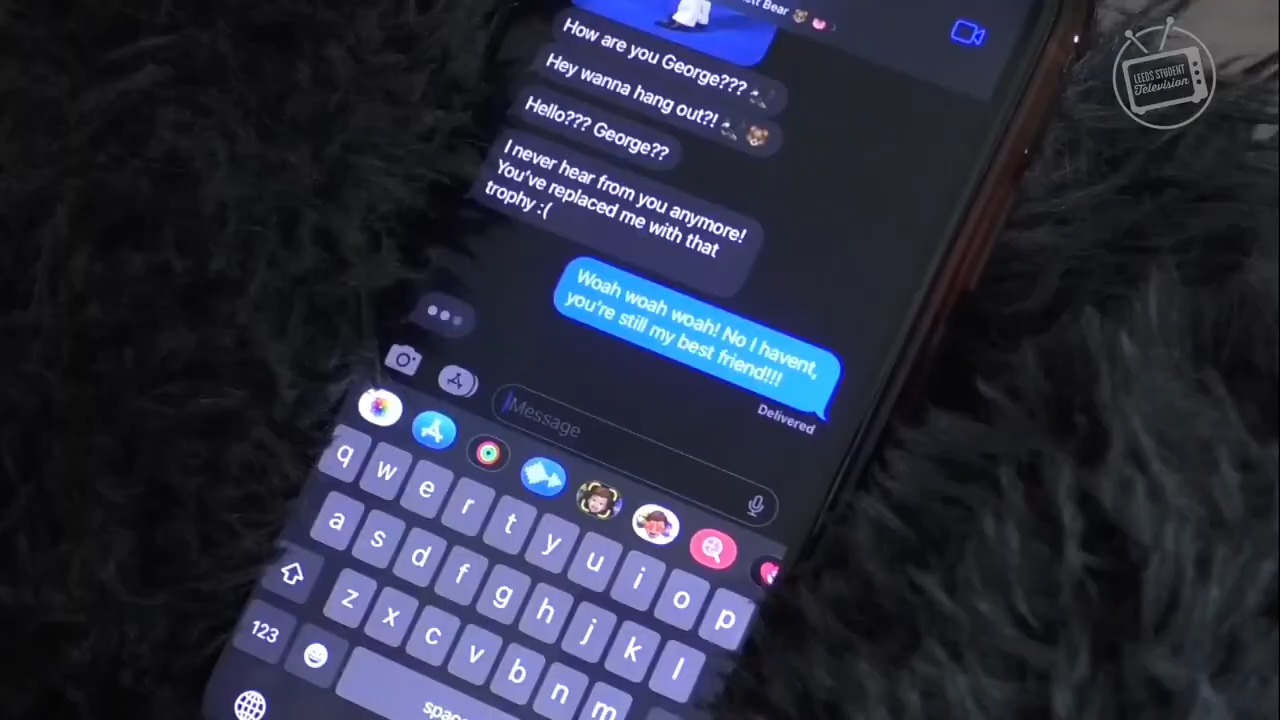 Bear
LEEDS STUDENT
Television
How are you George???
Hey wanna hang out?!
Hello??? George??
I never hear from you anymore!
You've replaced me with that
trophy :(
Woah woah woah! No I havent,
you're still my best friend!!!
Delivered
Message
q w e r t y u i o p
a s d f g h j k l
z x c v b n m
123
space